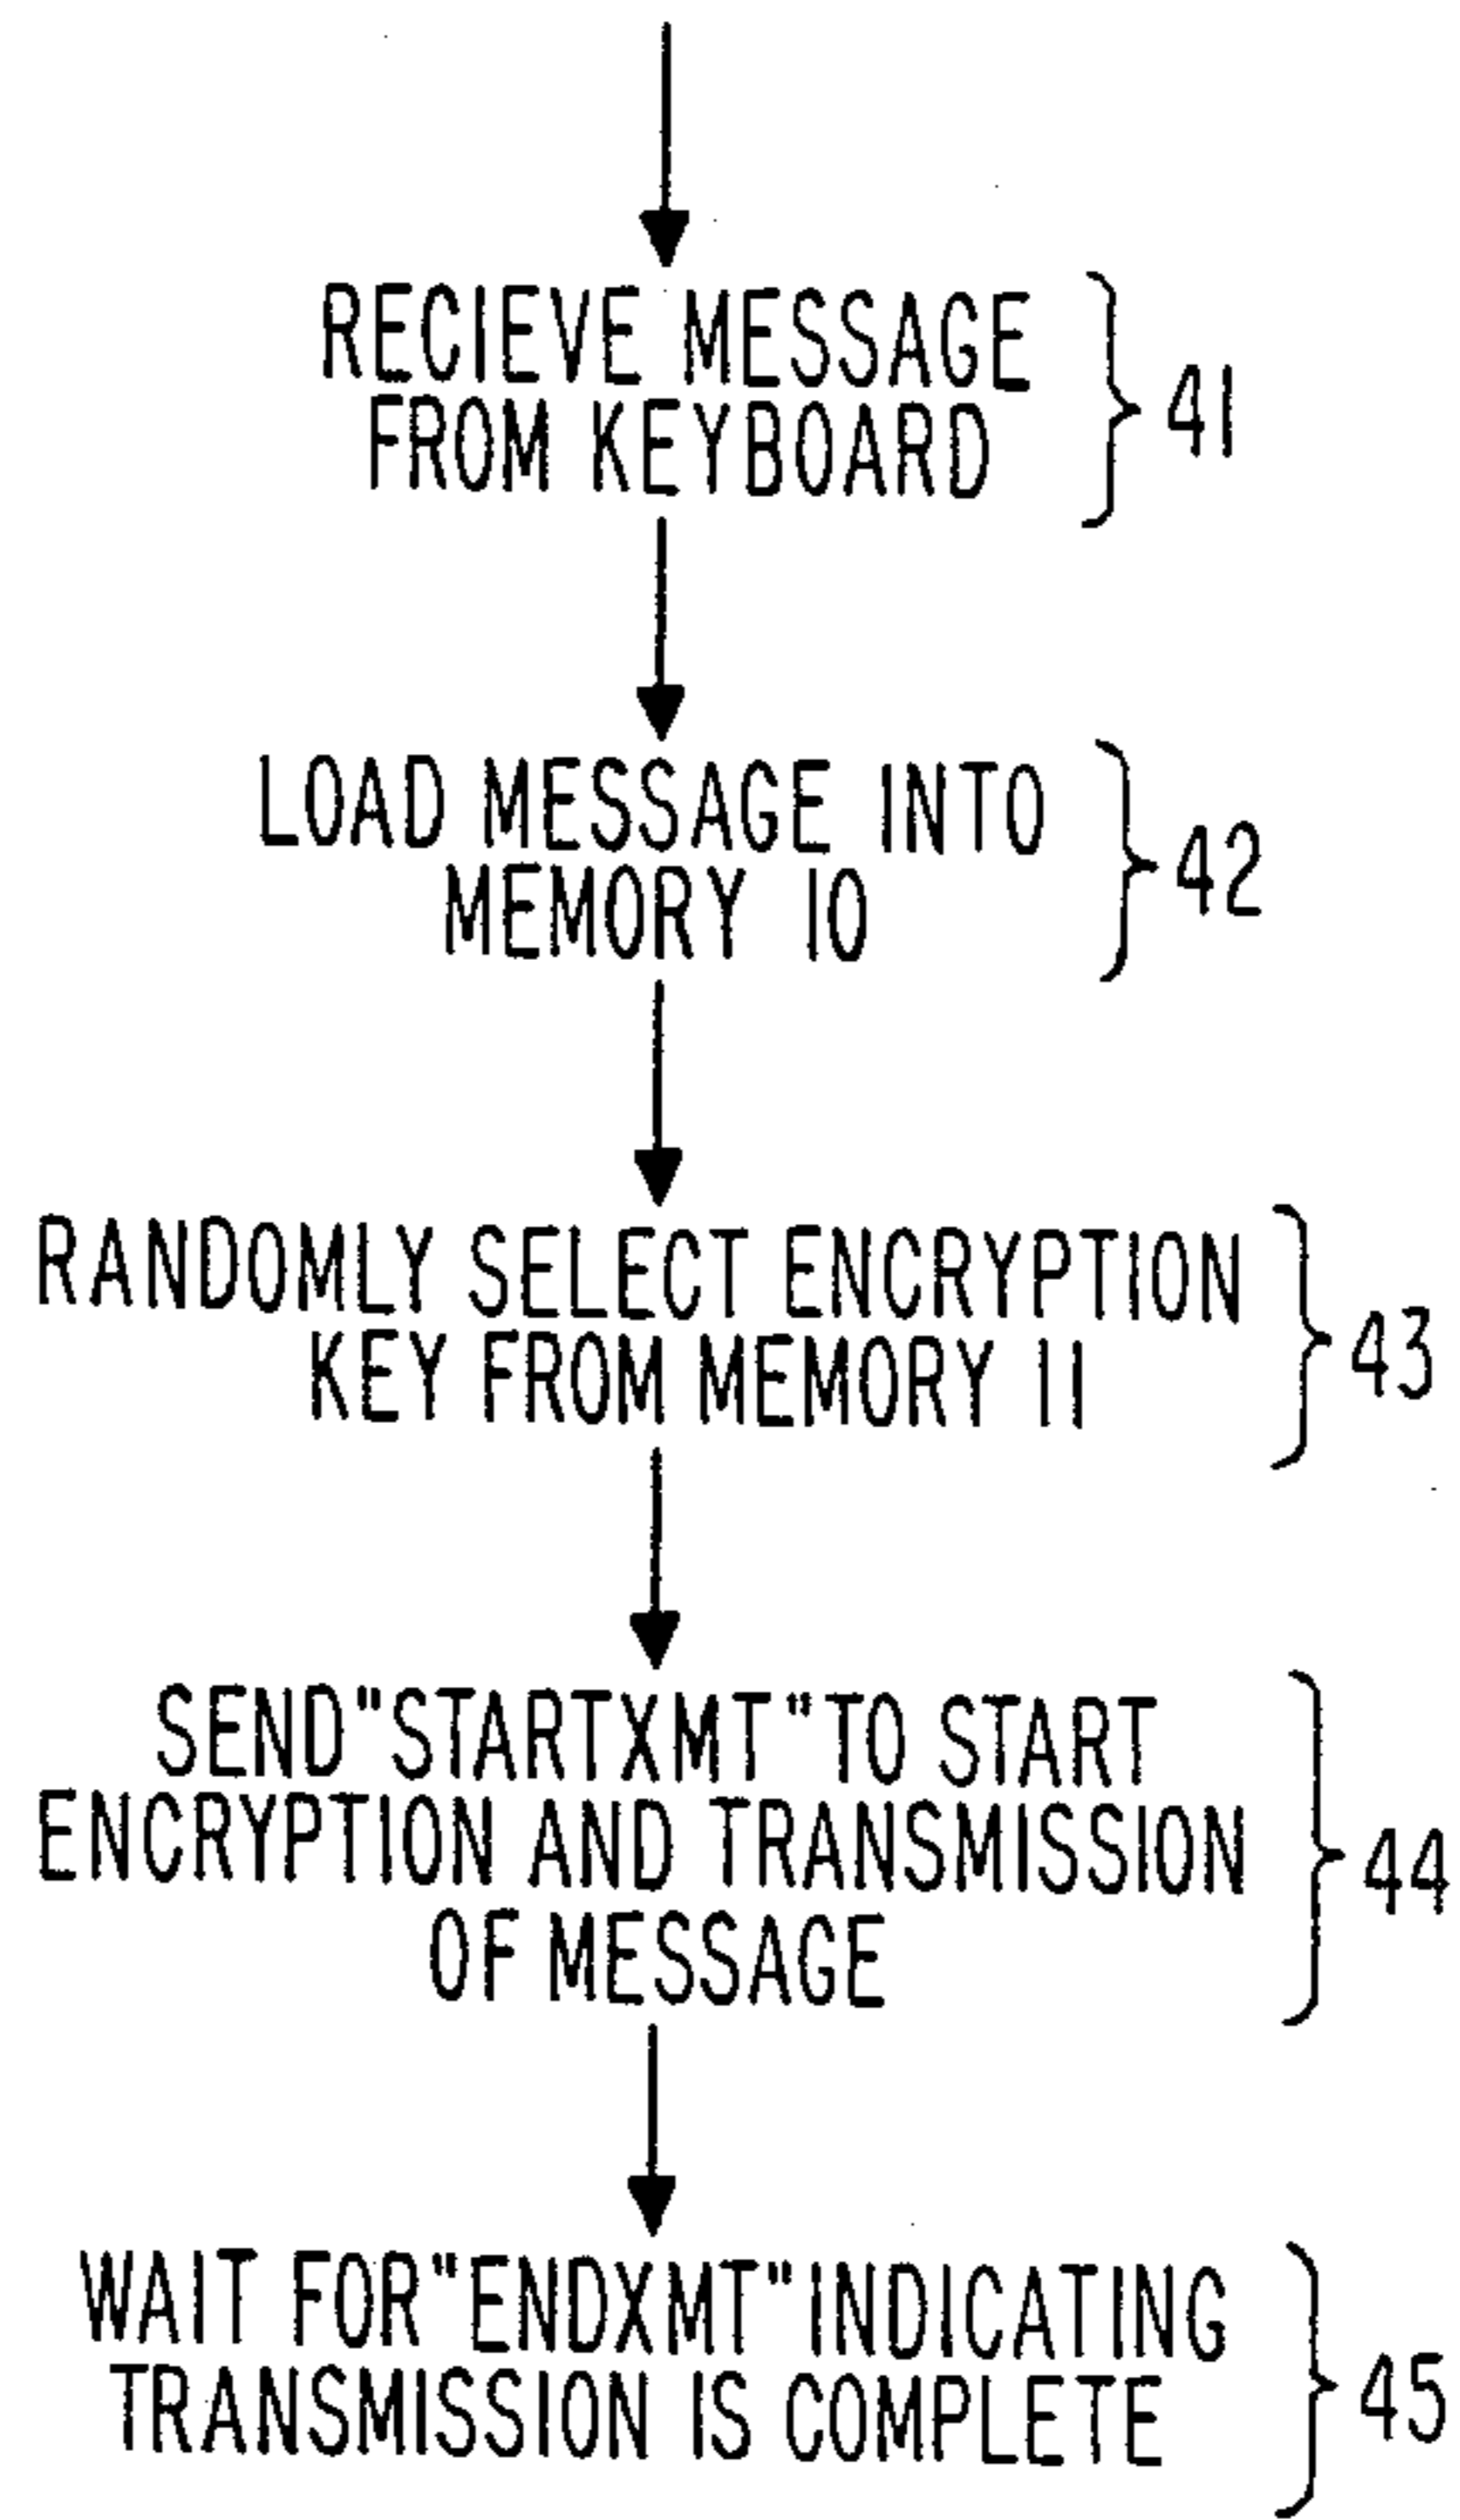 RECIEVE MESSAGE
FROM KEYBOARD
41
LOAD MESSAGE INTO
MEMORY 10
42
RANDOMLY SELECT ENCRYPTION
KEY FROM MEMORY 11
43
SEND "STARTXMT" TO START
ENCRYPTION AND TRANSMISSION
OF MESSAGE
44
WAIT FOR "ENDXMT" INDICATING
TRANSMISSION IS COMPLETE
45